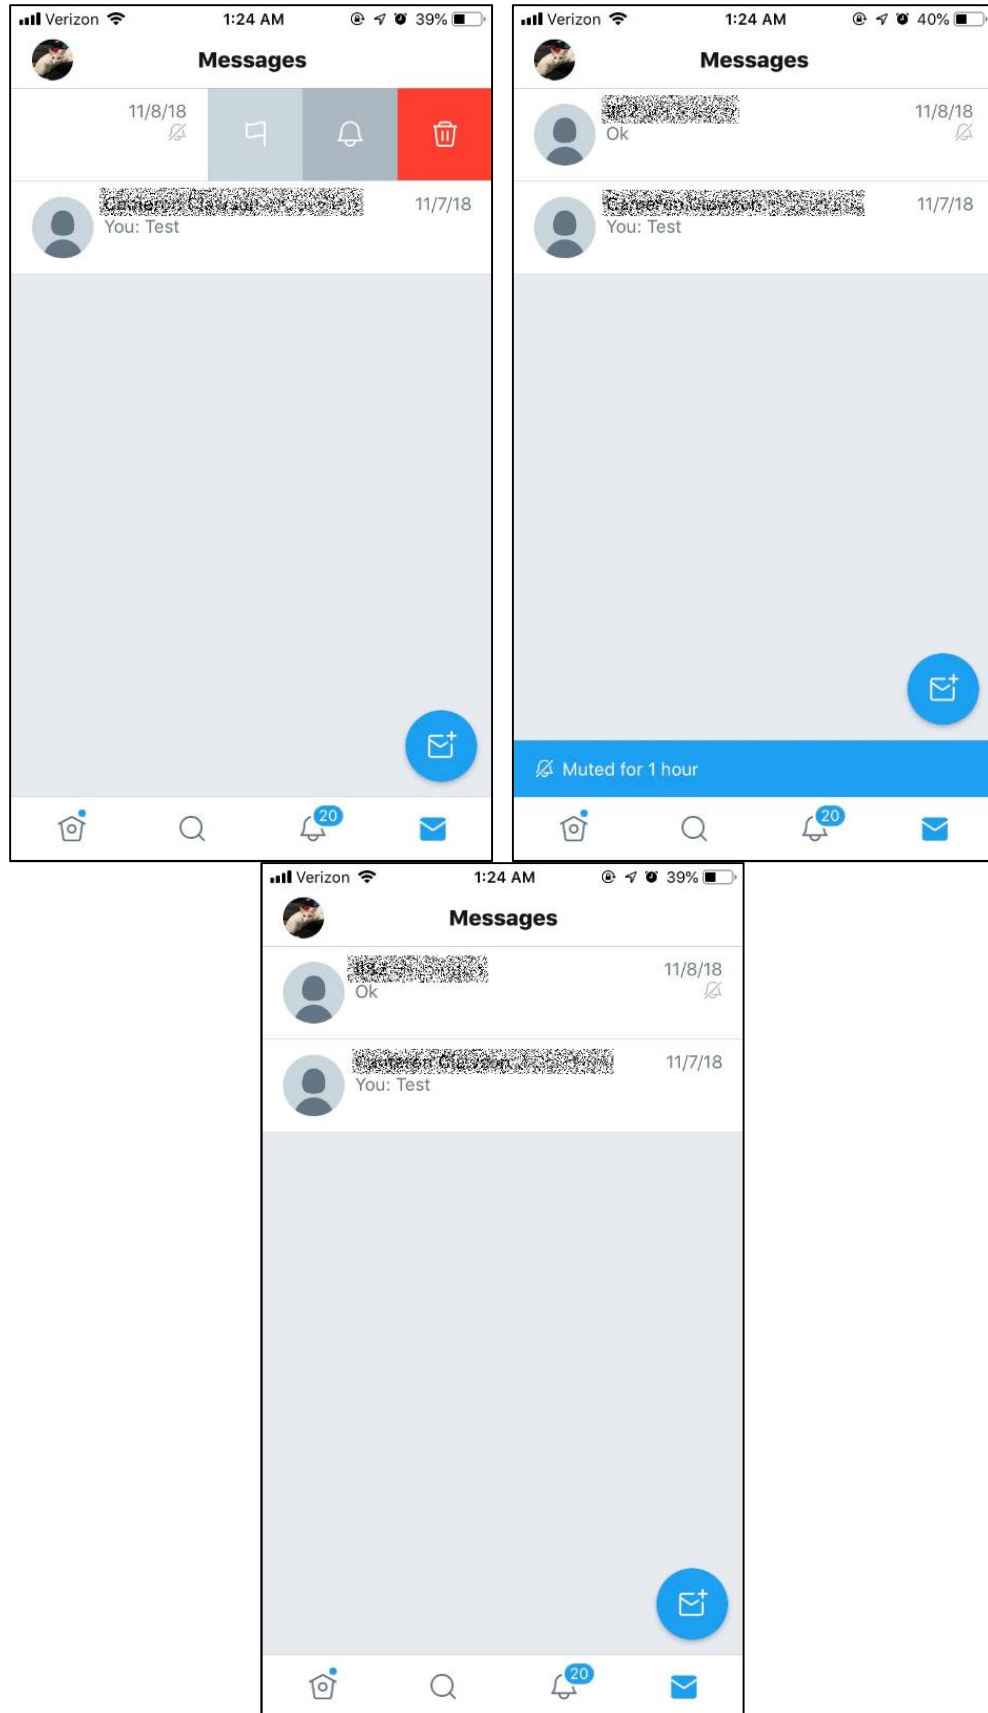 Verizon 1:24 AM 39%
Messages
11/8/18
11/7/18
You: Test
20
Verizon 1:24 AM 40%
Messages
11/8/18
Ok
11/7/18
You: Test
Muted for 1 hour
20
Verizon 1:24 AM 39%
Messages
11/8/18
Ok
11/7/18
You: Test
20